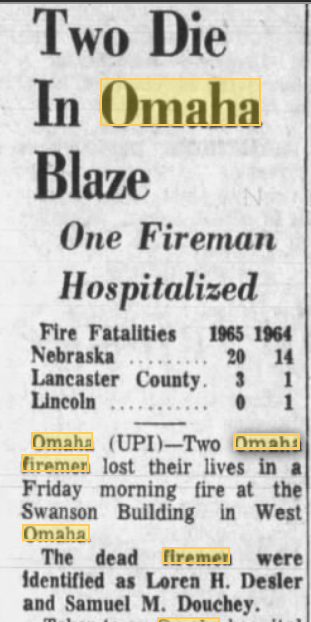 Two Die
In Omaha
Blaze
One Fireman
Hospitalized
Fire Fatalities 1965 1964
Nebraska .......... 20 14
Lancaster County. 3 1
Lincoln ........... 0 1
Omaha (UPI)—Two Omaha
firemen lost their lives in a
Friday morning fire at the
Swanson Building in West
Omaha.
The dead firemen were
identified as Loren H. Desler
and Samuel M. Douchey.